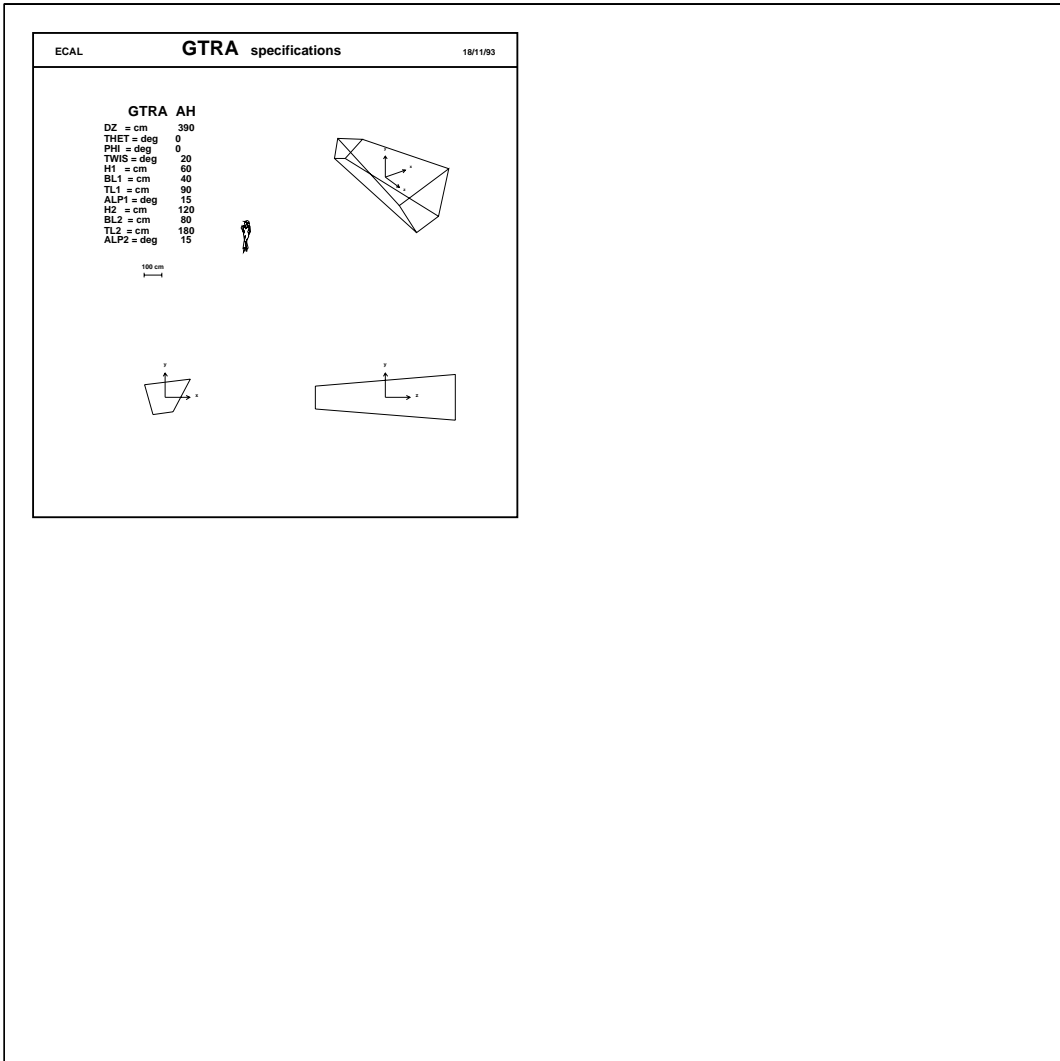 ECAL GTRA specifications 18/11/93
GTRA AH
DZ = cm 390
THET = deg 0
PHI = deg 0
TWIS = deg 20
H1 = cm 60
BL1 = cm 40
TL1 = cm 90
ALP1 = deg 15
H2 = cm 120
BL2 = cm 80
TL2 = cm 180
ALP2 = deg 15
100 cm
y
x
z
y
x
y
x